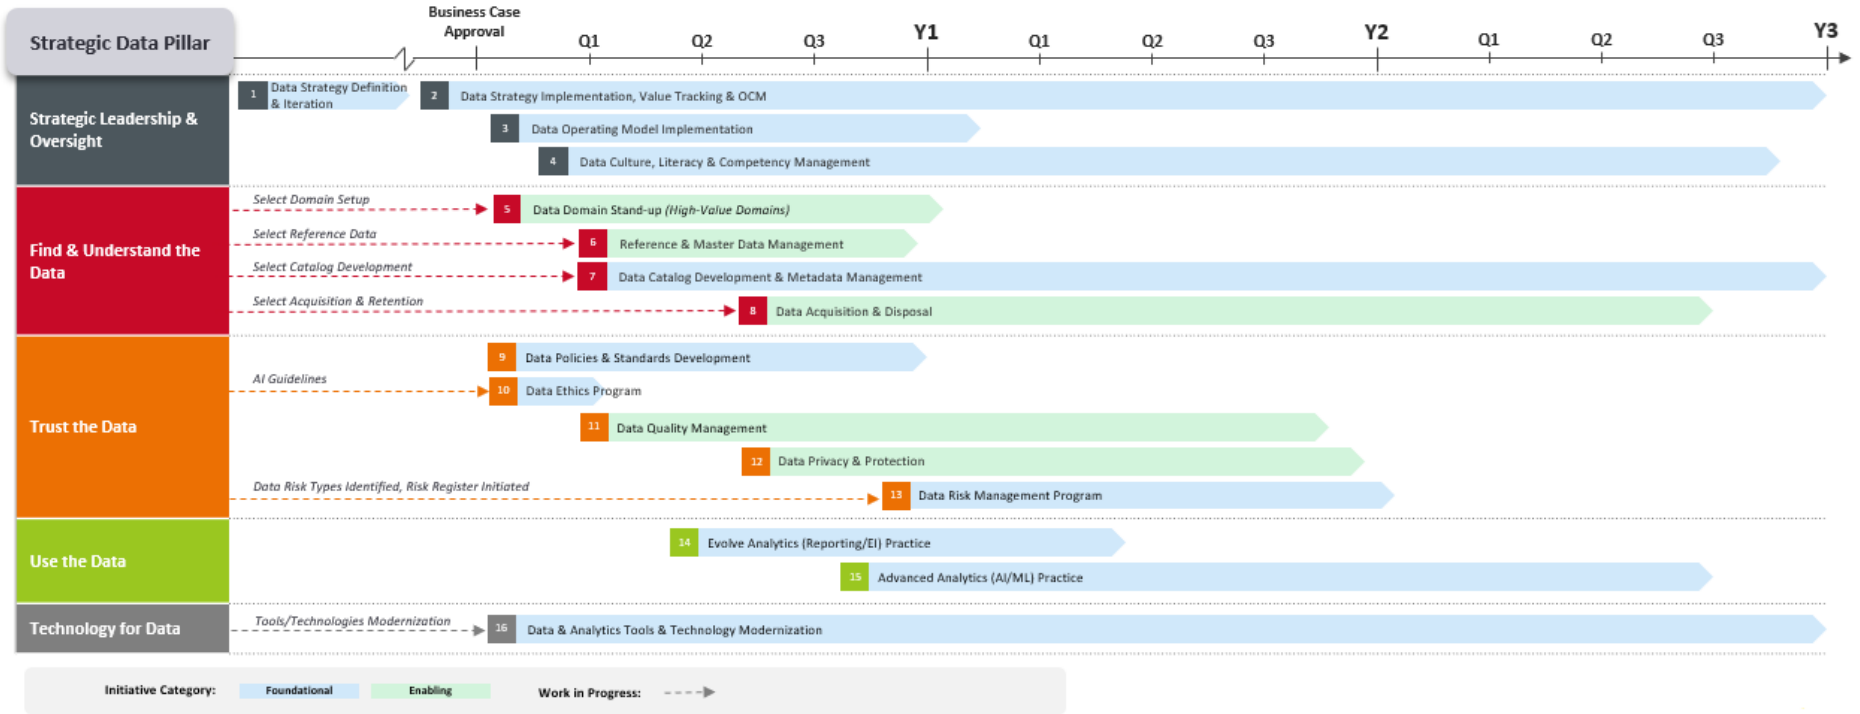 Strategic Data Pillar
Business Case
Approval
Q1
Q2
Q3
Y1
Q1
Q2
Q3
Y2
Q1
Q2
Q3
Y3
Strategic Leadership &
Oversight
1
Data Strategy Definition
& Iteration
2
Data Strategy Implementation, Value Tracking & OCM
3
Data Operating Model Implementation
4
Data Culture, Literacy & Competency Management
Find & Understand the
Data
Select Domain Setup
5
Data Domain Stand-up (High-Value Domains)
Select Reference Data
6
Reference & Master Data Management
Select Catalog Development
7
Data Catalog Development & Metadata Management
Select Acquisition & Retention
8
Data Acquisition & Disposal
Trust the Data
9
Data Policies & Standards Development
AI Guidelines
10
Data Ethics Program
11
Data Quality Management
12
Data Privacy & Protection
Data Risk Types Identified, Risk Register Initiated
13
Data Risk Management Program
Use the Data
14
Evolve Analytics (Reporting/EI) Practice
15
Advanced Analytics (AI/ML) Practice
Technology for Data
Tools/Technologies Modernization
16
Data & Analytics Tools & Technology Modernization
Initiative Category:
Foundational
Enabling
Work in Progress: